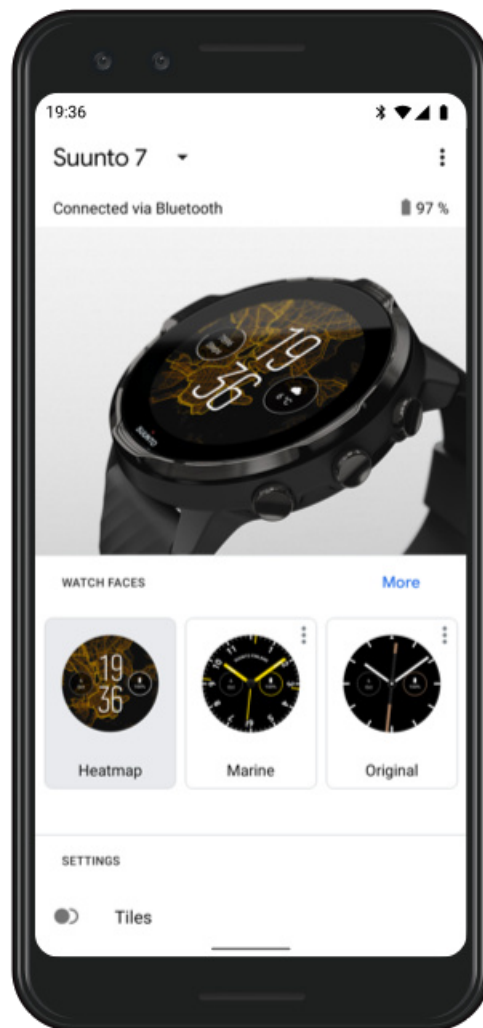 19:36
Suunto 7
Connected via Bluetooth 97 %
19
36
SUUNTO
WATCH FACES More
19
36
Heatmap Marine Original
SETTINGS
Tiles